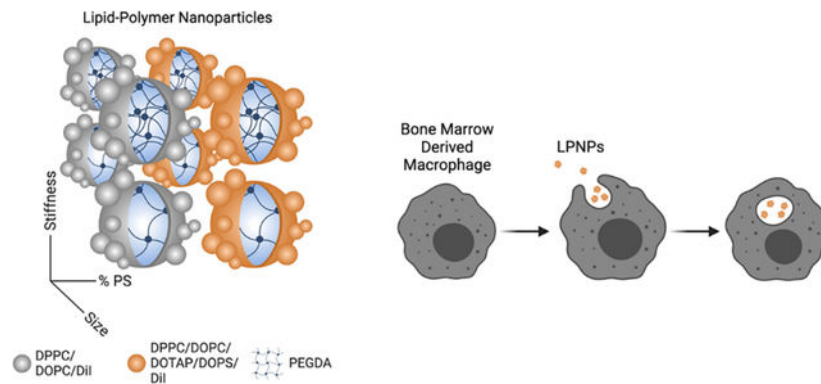 Lipid-Polymer Nanoparticles
Stiffness
% PS
Size
DPPC/
DOPC/DiI
DPPC/DOPC/
DOTAP/DOPS/
DiI
PEGDA
Bone Marrow
Derived
Macrophage
LPNPs